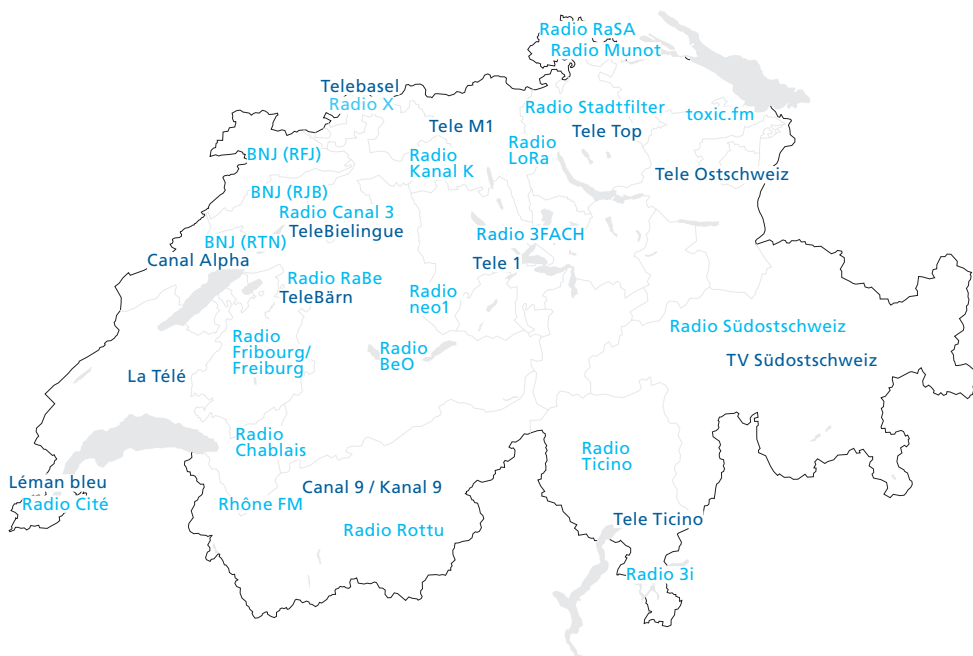 Radio RaSA
Radio Munot
Telebasel
Radio X
Radio Stadtfilter
toxic.fm
Tele M1
Tele Top
Radio
LoRa
BNJ (RFJ)
Radio
Kanal K
Tele Ostschweiz
BNJ (RJB)
Radio Canal 3
TeleBielingue
BNJ (RTN)
Canal Alpha
Radio 3FACH
Tele 1
Radio RaBe
TeleBärn
Radio
neo1
Radio Südostschweiz
Radio
Fribourg/
Freiburg
Radio
BeO
TV Südostschweiz
La Télé
Radio
Chablais
Radio
Ticino
Léman bleu
Radio Cité
Canal 9 / Kanal 9
Rhône FM
Radio Rottu
Tele Ticino
Radio 3i